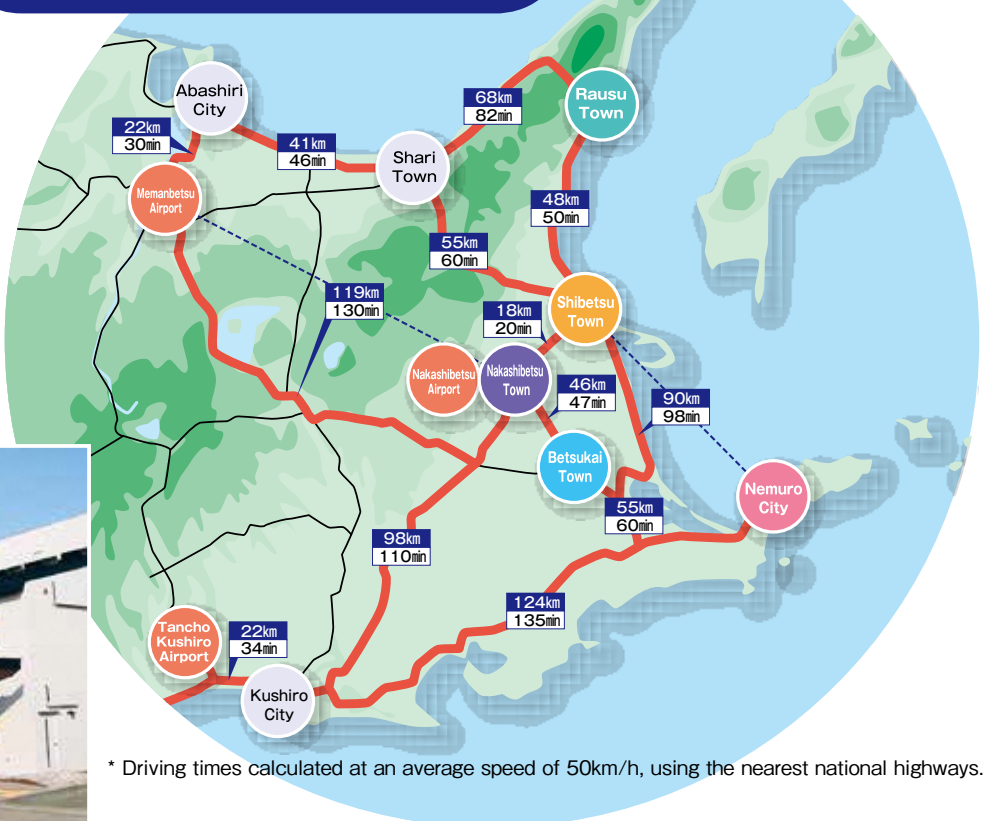 Abashiri
City
22km
30min
41km
46min
68km
82min
Rausu
Town
Shari
Town
Memanbetsu
Airport
48km
50min
55km
60min
119km
130min
18km
20min
Shibetsu
Town
Nakashibetsu
Airport
Nakashibetsu
Town
46km
47min
90km
98min
Betsukai
Town
Nemuro
City
55km
60min
98km
110min
124km
135min
Tancho
Kushiro
Airport
22km
34min
Kushiro
City
* Driving times calculated at an average speed of 50km/h, using the nearest national highways.